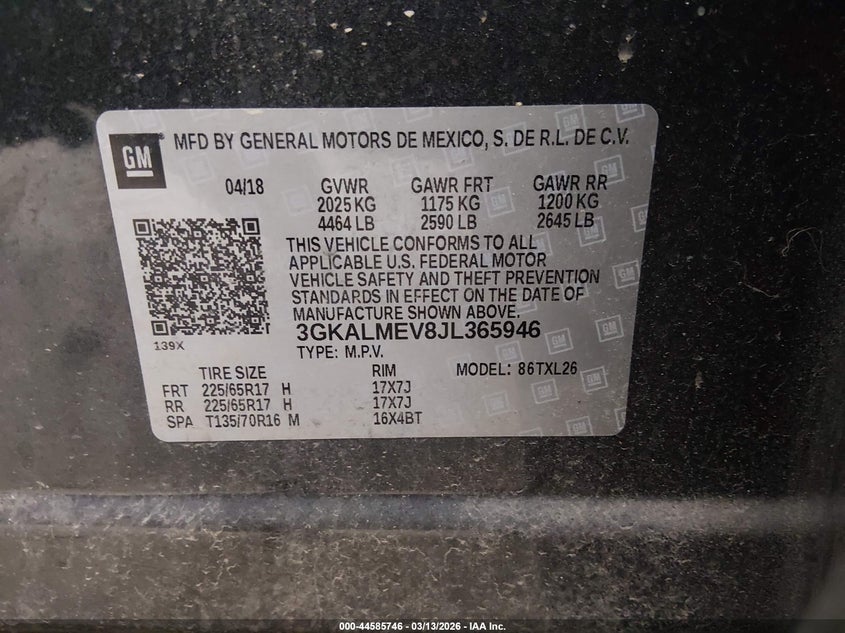 GM
MFD BY GENERAL MOTORS DE MEXICO, S. DE R.L. DE C.V.
04/18 GVWR GAWR FRT GAWR RR
2025 KG 1175 KG 1200 KG
4464 LB 2590 LB 2645 LB
THIS VEHICLE CONFORMS TO ALL
APPLICABLE U.S. FEDERAL MOTOR
VEHICLE SAFETY AND THEFT PREVENTION
STANDARDS IN EFFECT ON THE DATE OF
MANUFACTURE SHOWN ABOVE.
139X
3GKALMEV8JL365946
TYPE: M.P.V. MODEL: 86TXL26
TIRE SIZE RIM
FRT 225/65R17 H 17X7J
RR 225/65R17 H 17X7J
SPA T135/70R16 M 16X4BT
000-44585746 - 03/13/2026 - IAA Inc.